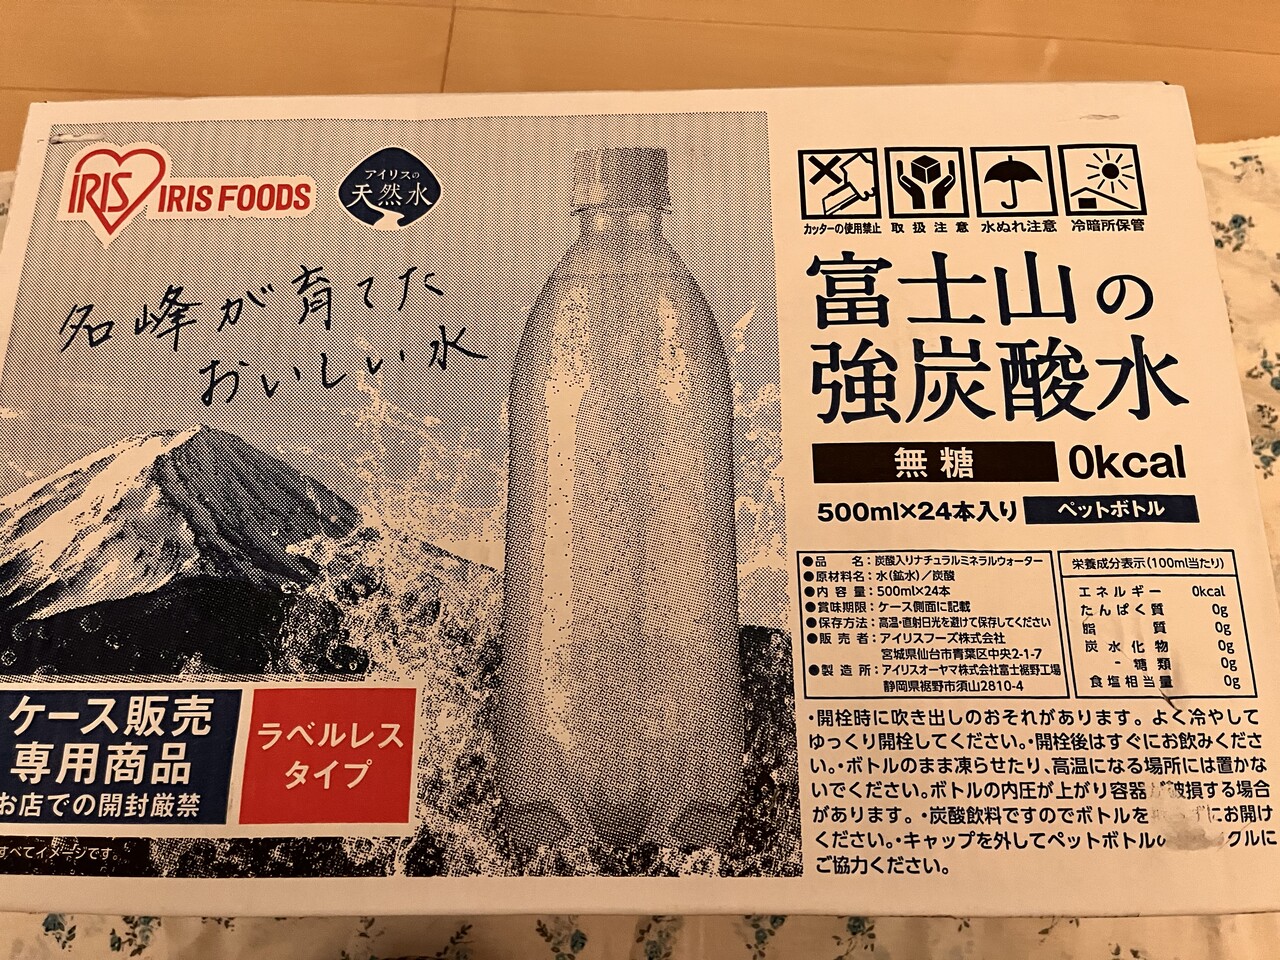 IRIS
IRIS FOODS
アイリスの
天然水
名峰が育てた
おいしい水
ケース販売
専用商品
お店での開封厳禁
ラベルレス
タイプ
すべてイメージです。
カッターの使用禁止
取扱注意
水ぬれ注意
冷暗所保管
富士山の
強炭酸水
無糖
0kcal
500ml×24本入り
ペットボトル
●品名：炭酸入りナチュラルミネラルウォーター
●原材料名：水(鉱水)／炭酸
●内容量：500ml×24本
●賞味期限：ケース側面に記載
●保存方法：高温・直射日光を避けて保存してください
●販売者：アイリスフーズ株式会社
宮城県仙台市青葉区中央2-1-7
●製造所：アイリスオーヤマ株式会社富士裾野工場
静岡県裾野市須山2810-4
栄養成分表示(100ml当たり)
エネルギー 0kcal
たんぱく質 0g
脂質 0g
炭水化物 0g
- 糖類 0g
食塩相当量 0g
・開栓時に吹き出しのおそれがあります。よく冷やして
ゆっくり開栓してください。・開栓後はすぐにお飲みくださ
い。・ボトルのまま凍らせたり、高温になる場所には置かな
いでください。ボトルの内圧が上がり容器 破損する場合
があります。・炭酸飲料ですのでボトルを ずにお開け
ください。・キャップを外してペットボトルの クルに
ご協力ください。